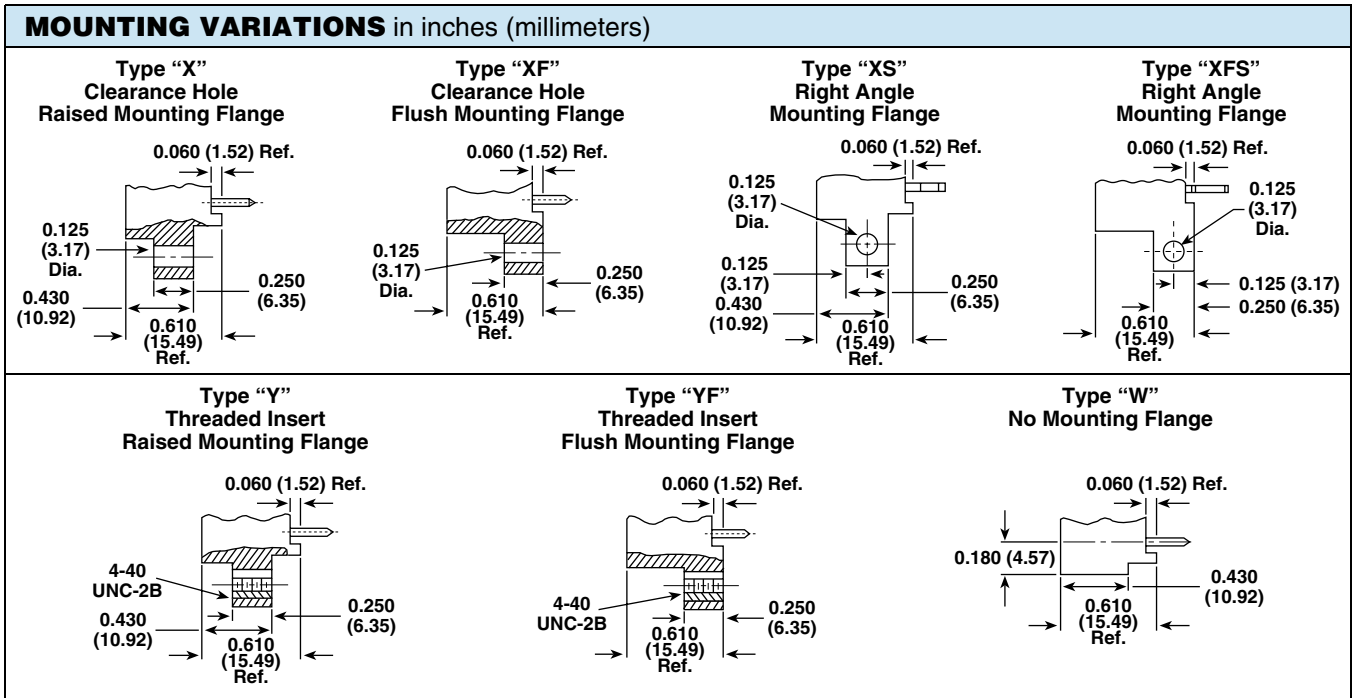 MOUNTING VARIATIONS in inches (millimeters)
Type “X”
Clearance Hole
Raised Mounting Flange
0.060 (1.52) Ref.
0.125
(3.17)
Dia.
0.430
(10.92)
0.250
(6.35)
0.610
(15.49)
Ref.
Type “XF”
Clearance Hole
Flush Mounting Flange
0.060 (1.52) Ref.
0.125
(3.17)
Dia.
0.250
(6.35)
0.610
(15.49)
Ref.
Type “XS”
Right Angle
Mounting Flange
0.060 (1.52) Ref.
0.125
(3.17)
Dia.
0.125
(3.17)
0.430
(10.92)
0.250
(6.35)
0.610
(15.49)
Ref.
Type “XFS”
Right Angle
Mounting Flange
0.060 (1.52) Ref.
0.125
(3.17)
Dia.
0.125 (3.17)
0.250 (6.35)
0.610
(15.49)
Ref.
Type “Y”
Threaded Insert
Raised Mounting Flange
0.060 (1.52) Ref.
4-40
UNC-2B
0.430
(10.92)
0.250
(6.35)
0.610
(15.49)
Ref.
Type “YF”
Threaded Insert
Flush Mounting Flange
0.060 (1.52) Ref.
4-40
UNC-2B
0.250
(6.35)
0.610
(15.49)
Ref.
Type “W”
No Mounting Flange
0.060 (1.52) Ref.
0.180 (4.57)
0.430
(10.92)
0.610
(15.49)
Ref.